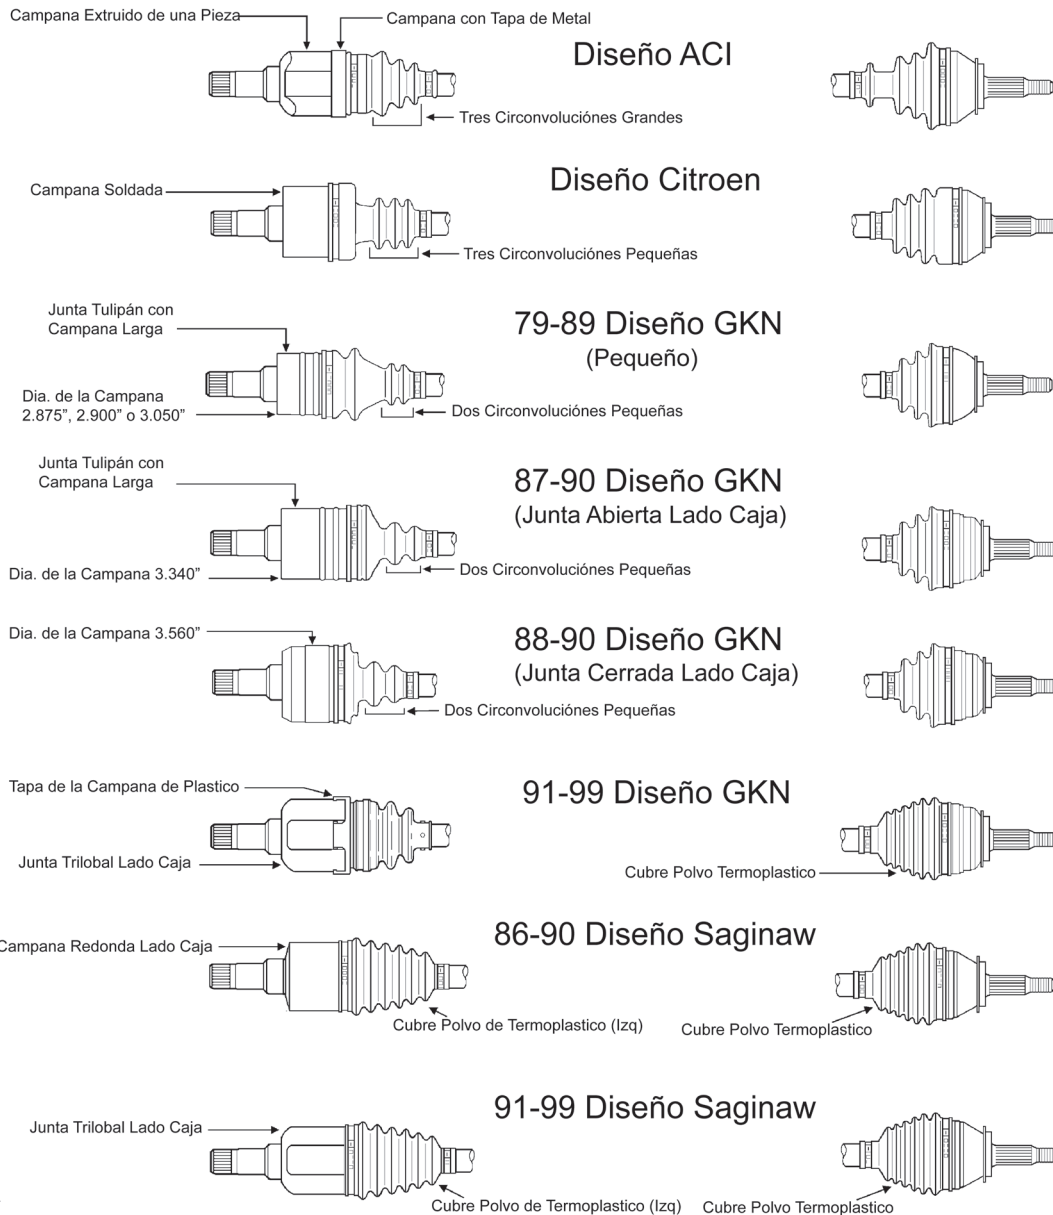 Campana Extruido de una Pieza
Campana con Tapa de Metal
Diseño ACI
Tres Circonvoluciónes Grandes
Diseño Citroen
Campana Soldada
Tres Circonvoluciónes Pequeñas
Junta Tulipán con
Campana Larga
79-89 Diseño GKN
(Pequeño)
Dia. de la Campana
2.875”, 2.900” o 3.050”
Dos Circonvoluciónes Pequeñas
Junta Tulipán con
Campana Larga
87-90 Diseño GKN
(Junta Abierta Lado Caja)
Dia. de la Campana 3.340”
Dos Circonvoluciónes Pequeñas
Dia. de la Campana 3.560”
88-90 Diseño GKN
(Junta Cerrada Lado Caja)
Dos Circonvoluciónes Pequeñas
Tapa de la Campana de Plastico
91-99 Diseño GKN
Junta Trilobal Lado Caja
Cubre Polvo Termoplastico
86-90 Diseño Saginaw
Campana Redonda Lado Caja
Cubre Polvo de Termoplastico (Izq)
Cubre Polvo Termoplastico
91-99 Diseño Saginaw
Junta Trilobal Lado Caja
Cubre Polvo de Termoplastico (Izq)
Cubre Polvo Termoplastico